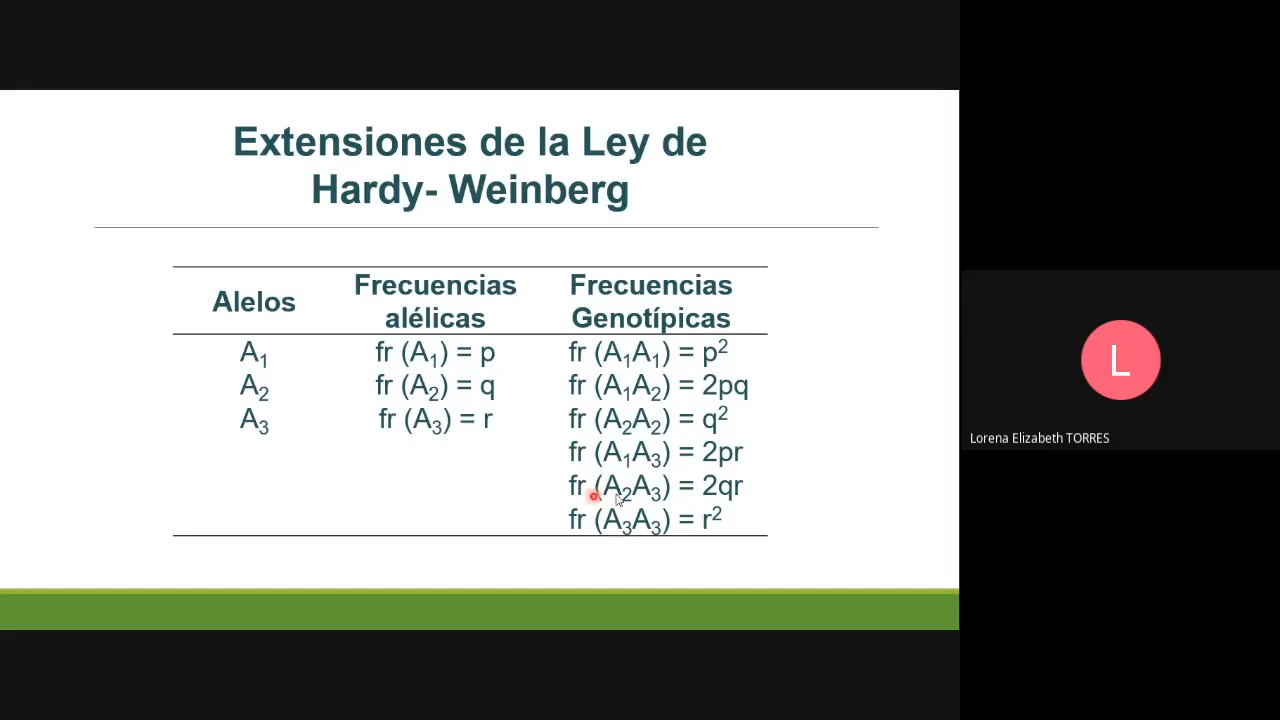 Extensiones de la Ley de
Hardy- Weinberg
Alelos Frecuencias alélicas Frecuencias Genotípicas
A₁ fr (A₁) = p fr (A₁A₁) = p²
A₂ fr (A₂) = q fr (A₁A₂) = 2pq
A₃ fr (A₃) = r fr (A₂A₂) = q²
fr (A₁A₃) = 2pr
fr (A₂A₃) = 2qr
fr (A₃A₃) = r²
L
Lorena Elizabeth TORRES